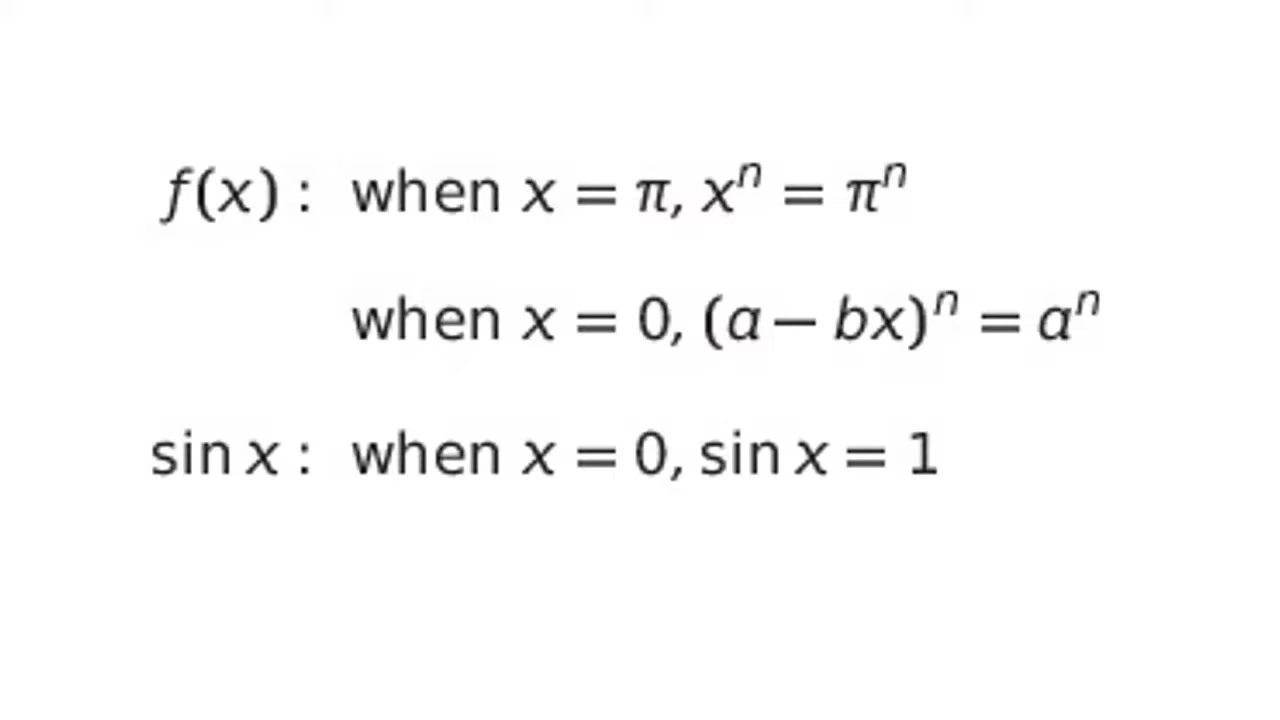 f(x) : when x = π, xⁿ = πⁿ
when x = 0, (a − bx)ⁿ = aⁿ
sin x : when x = 0, sin x = 1